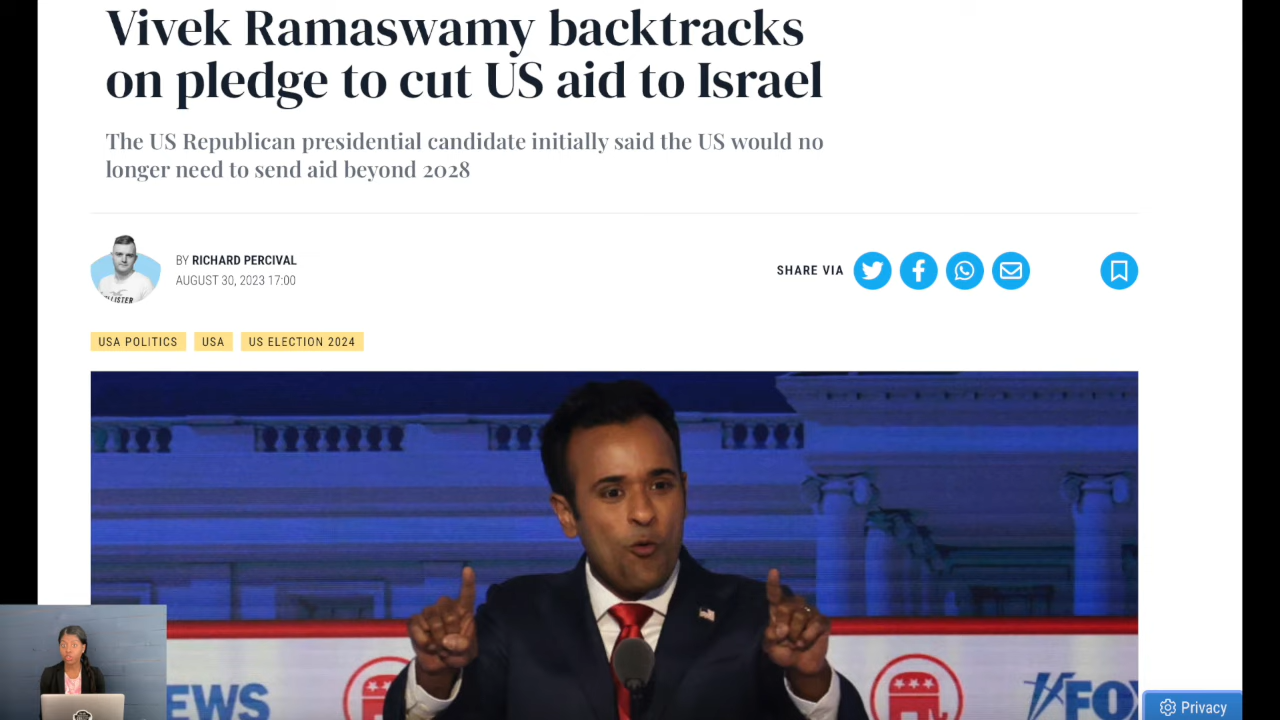 Vivek Ramaswamy backtracks
on pledge to cut US aid to Israel
The US Republican presidential candidate initially said the US would no
longer need to send aid beyond 2028
BY RICHARD PERCIVAL
AUGUST 30, 2023 17:00
SHARE VIA
USA POLITICS USA US ELECTION 2024
EWS
FO
Privacy